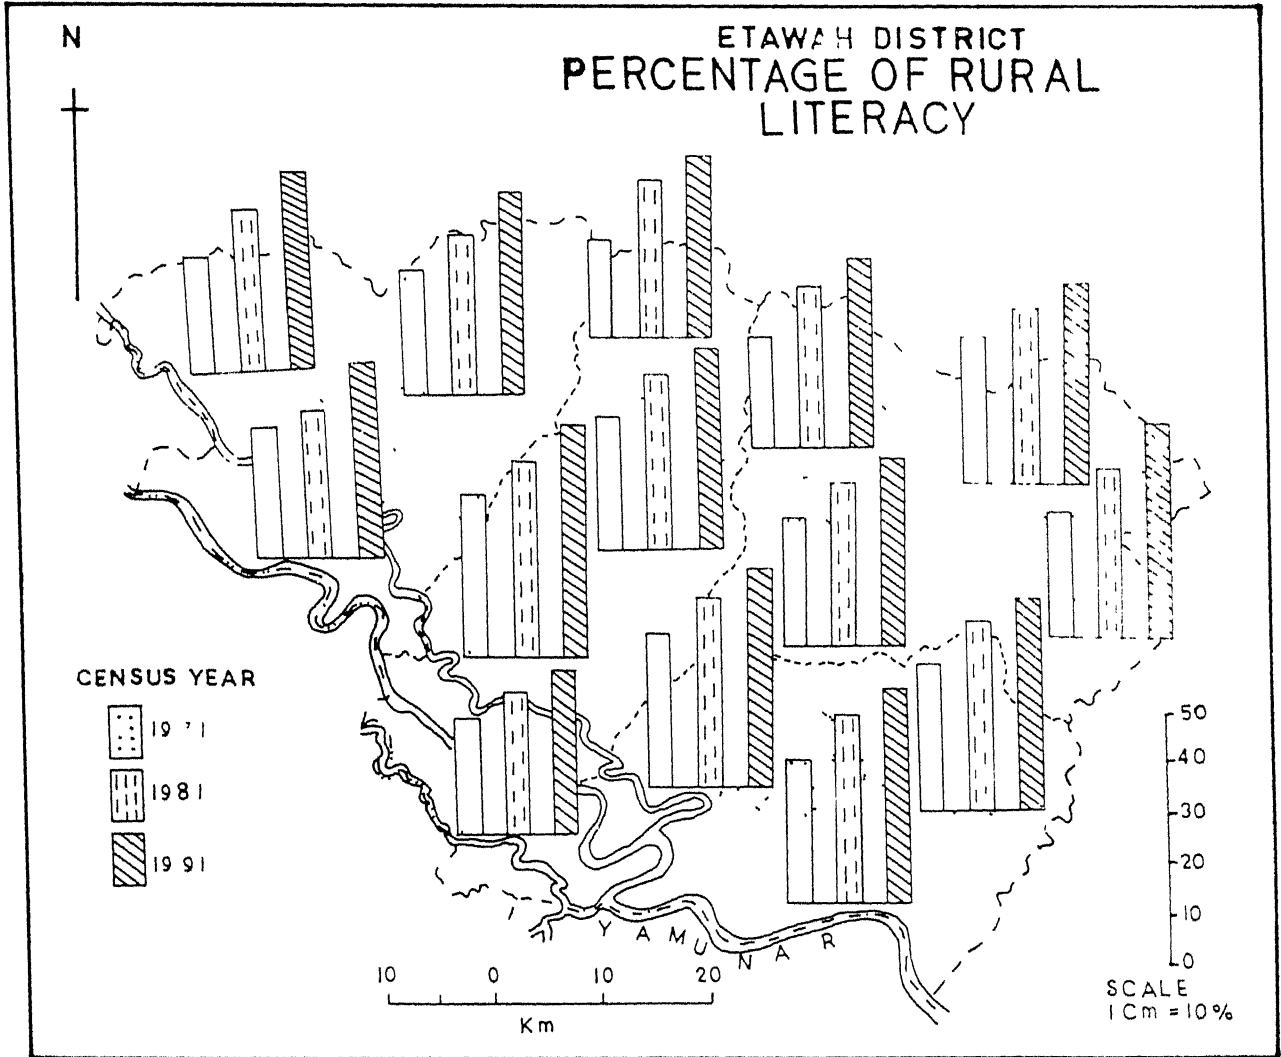 N
ETAWAH DISTRICT
PERCENTAGE OF RURAL
LITERACY
CENSUS YEAR
1971
1981
1991
50
40
30
20
10
0
SCALE
1 Cm = 10%
YAMUNA R
10 0 10 20
Km